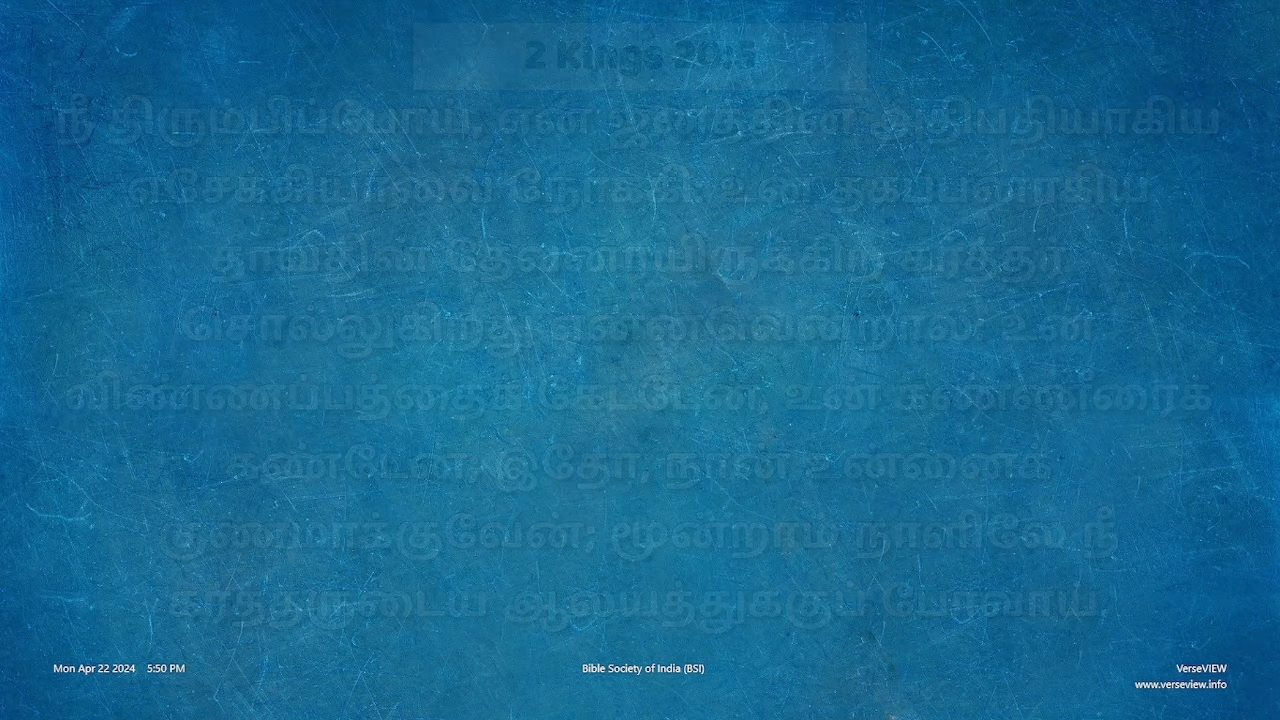 2 Kings 20:5
நீ திரும்பிப்போய், என் ஜனத்தின் அதிபதியாகிய
எசேக்கியாவை நோக்கி: உன் தகப்பனாகிய
தாவீதின் தேவனாயிருக்கிற கர்த்தர்
சொல்லுகிறது என்னவென்றால்: உன்
விண்ணப்பத்தைக் கேட்டேன், உன் கண்ணீரைக்
கண்டேன்; இதோ, நான் உன்னைக்
குணமாக்குவேன்; மூன்றாம் நாளிலே நீ
கர்த்தருடைய ஆலயத்துக்குப் போவாய்.
Mon Apr 22 2024 5:50 PM
Bible Society of India (BSI)
VerseVIEW
www.verseview.info